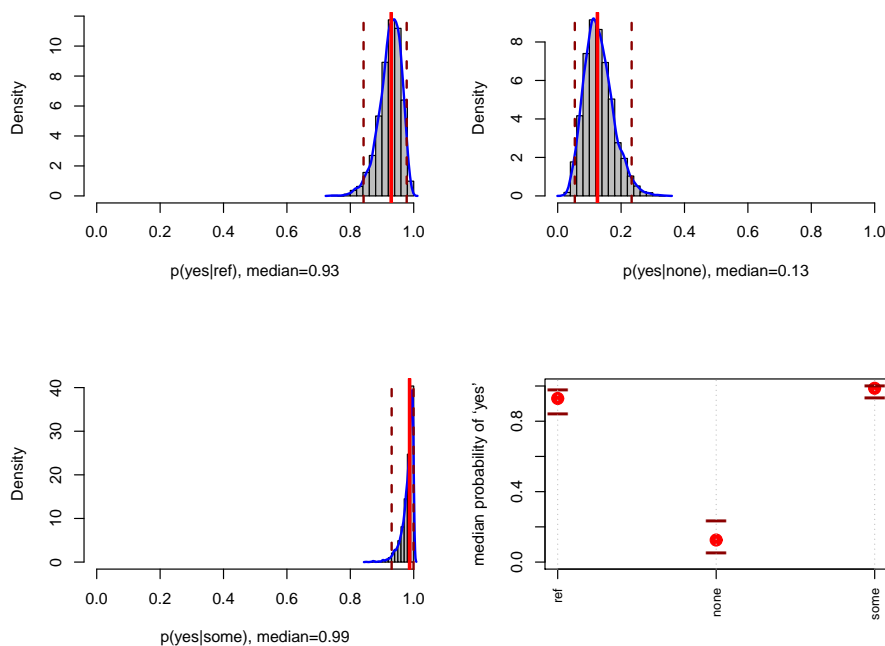 Density
0 2 4 6 8 10
0.0 0.2 0.4 0.6 0.8 1.0
p(yes|ref), median=0.93
Density
0 2 4 6 8
0.0 0.2 0.4 0.6 0.8 1.0
p(yes|none), median=0.13
Density
0 10 20 30 40
0.0 0.2 0.4 0.6 0.8 1.0
p(yes|some), median=0.99
median probability of ‘yes’
0.0 0.4 0.8
ref none some